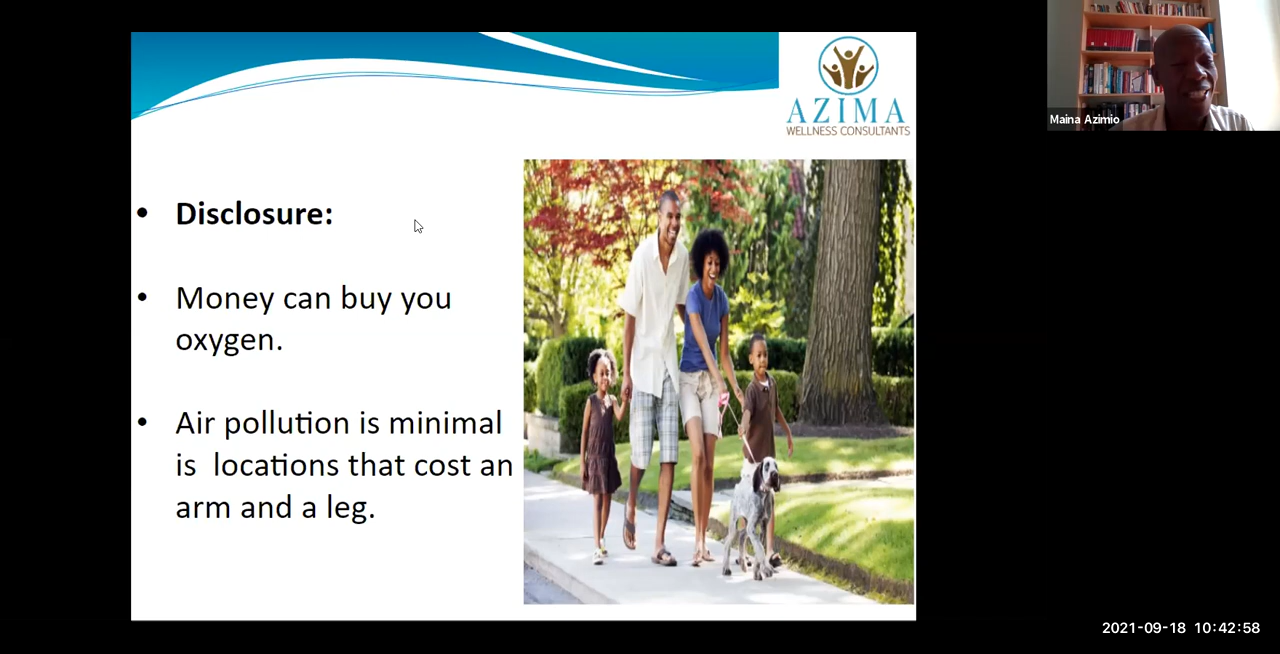 AZIMA
WELLNESS CONSULTANTS
Maina Azimio
• Disclosure:
• Money can buy you
oxygen.
• Air pollution is minimal
is  locations that cost an
arm and a leg.
2021-09-18 10:42:58